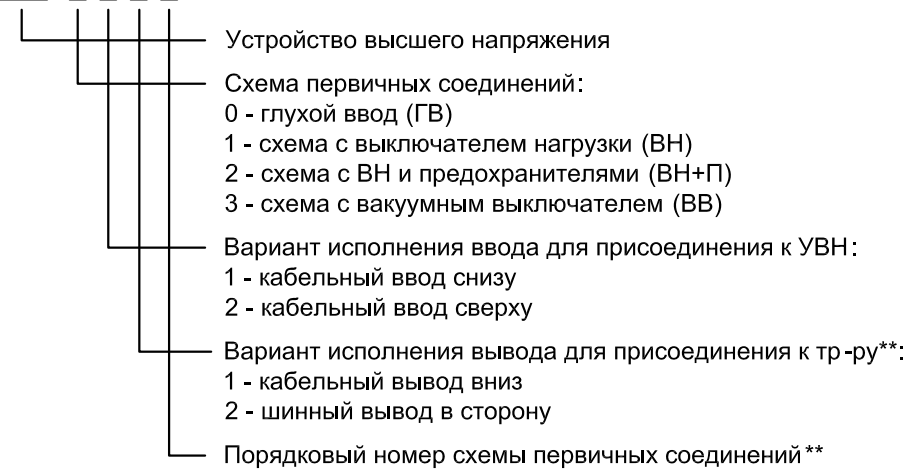 Устройство высшего напряжения
Схема первичных соединений:
0 - глухой ввод (ГВ)
1 - схема с выключателем нагрузки (ВН)
2 - схема с ВН и предохранителями (ВН+П)
3 - схема с вакуумным выключателем (ВВ)
Вариант исполнения ввода для присоединения к УВН:
1 - кабельный ввод снизу
2 - кабельный ввод сверху
Вариант исполнения вывода для присоединения к тр-ру**:
1 - кабельный вывод вниз
2 - шинный вывод в сторону
Порядковый номер схемы первичных соединений**